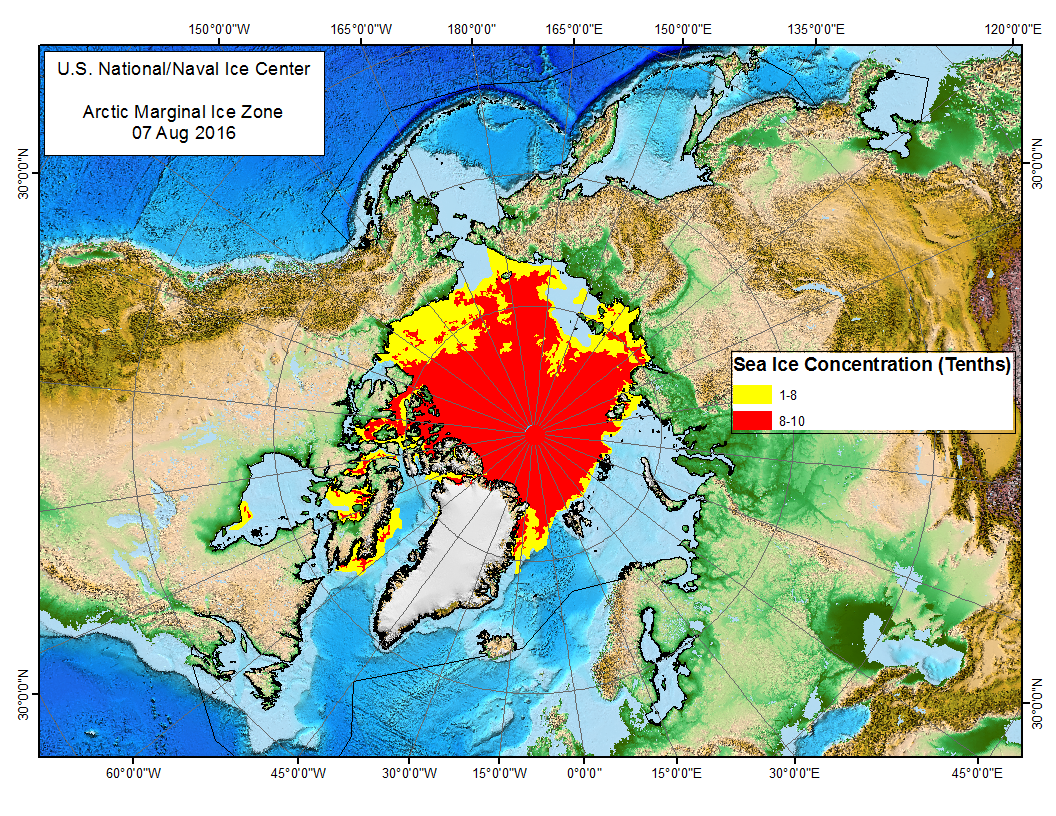 150°0'0"W
165°0'0"W
180°0'0"
165°0'0"E
150°0'0"E
135°0'0"E
120°0'0"E
U.S. National/Naval Ice Center
Arctic Marginal Ice Zone
07 Aug 2016
30°0'0"N
30°0'0"N
Sea Ice Concentration (Tenths)
1-8
8-10
30°0'0"N
30°0'0"N
60°0'0"W
45°0'0"W
30°0'0"W
15°0'0"W
0°0'0"
15°0'0"E
30°0'0"E
45°0'0"E